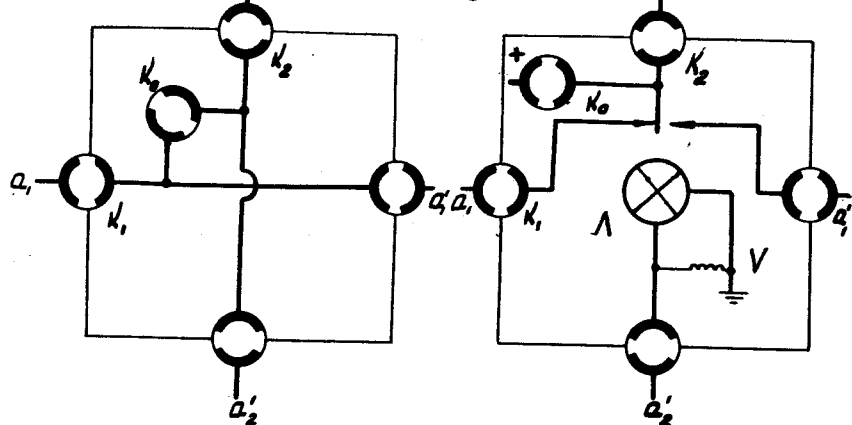 K₂
K₀
a₁
K₁
a'₁
a'₂
+
K₂
K₀
a₁
K₁
Λ
V
a'₁
a'₂